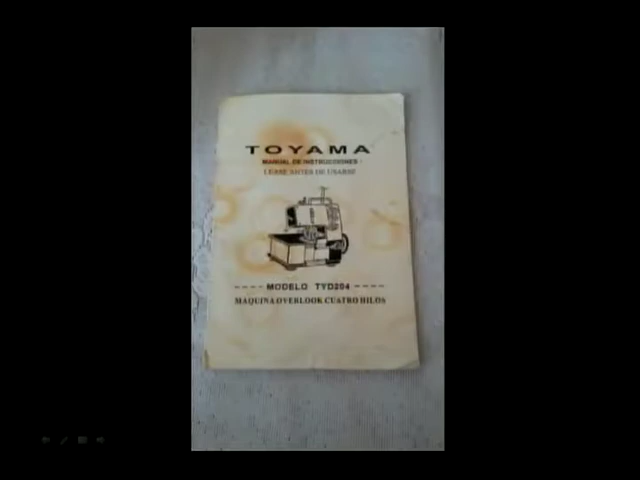 TOYAMA
MANUAL DE INSTRUCCIONES
LEASE ANTES DE USARSE
---- MODELO TYD204 ----
MAQUINA OVERLOOK CUATRO HILOS